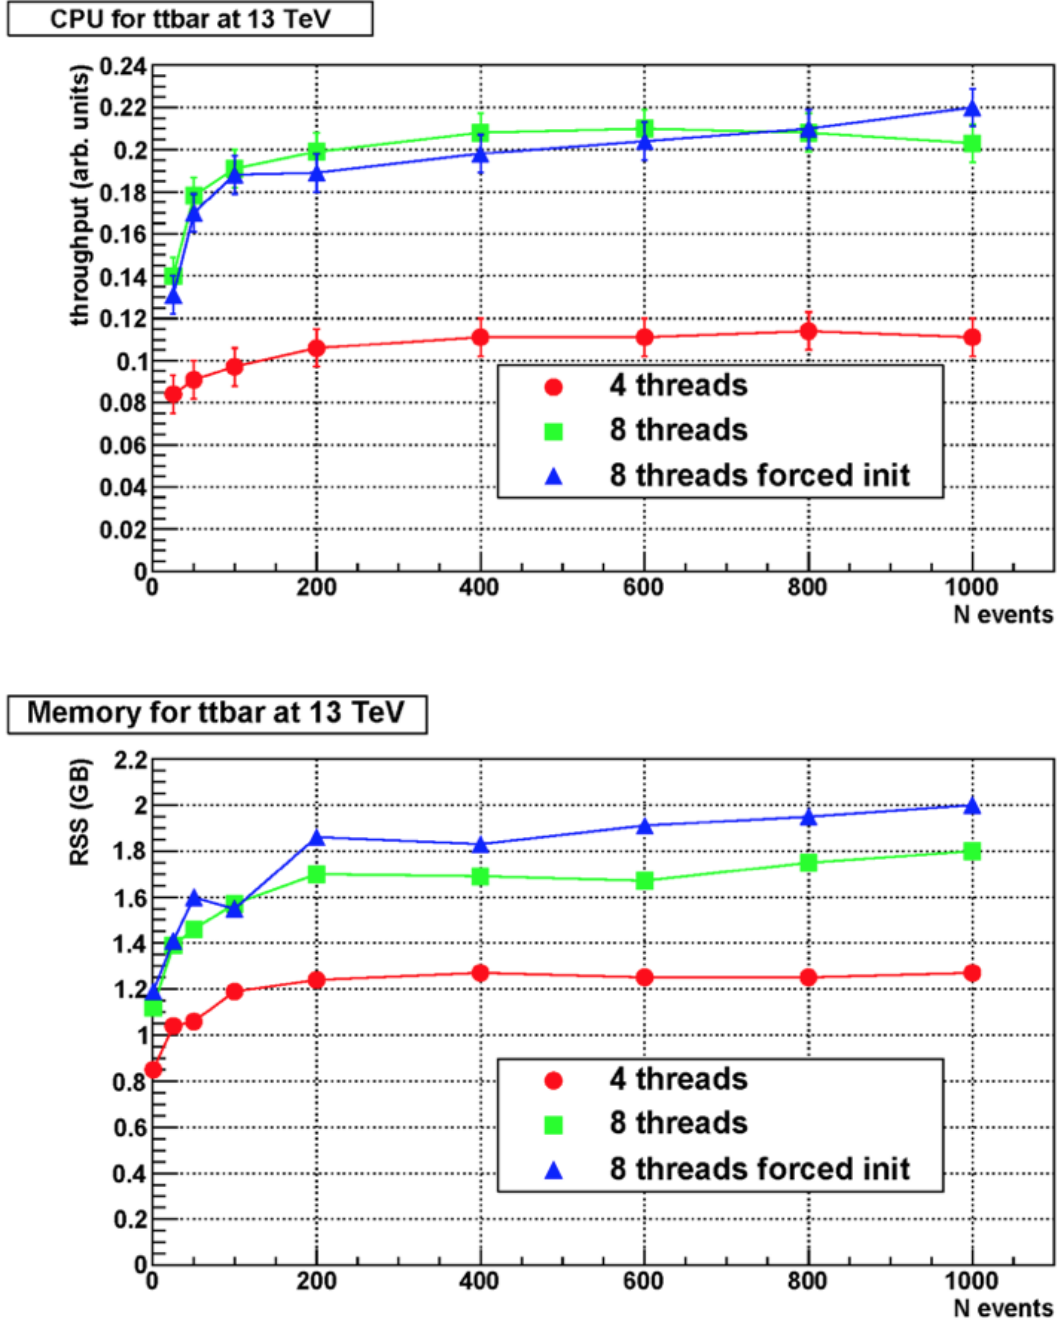 CPU for ttbar at 13 TeV
throughput (arb. units)
0.24
0.22
0.2
0.18
0.16
0.14
0.12
0.1
0.08
0.06
0.04
0.02
0
4 threads
8 threads
8 threads forced init
0 200 400 600 800 1000
N events
Memory for ttbar at 13 TeV
RSS (GB)
2.2
2
1.8
1.6
1.4
1.2
1
0.8
0.6
0.4
0.2
0
4 threads
8 threads
8 threads forced init
0 200 400 600 800 1000
N events